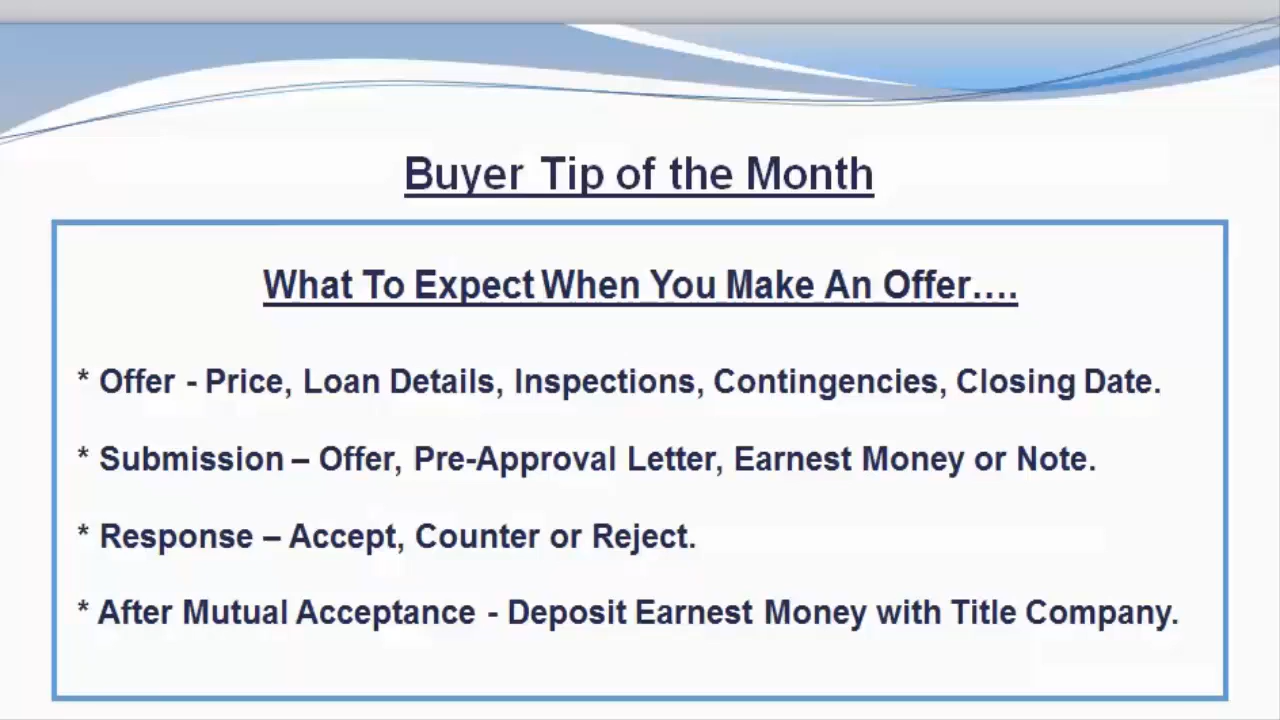 Buyer Tip of the Month
What To Expect When You Make An Offer....
* Offer - Price, Loan Details, Inspections, Contingencies, Closing Date.
* Submission – Offer, Pre-Approval Letter, Earnest Money or Note.
* Response – Accept, Counter or Reject.
* After Mutual Acceptance - Deposit Earnest Money with Title Company.